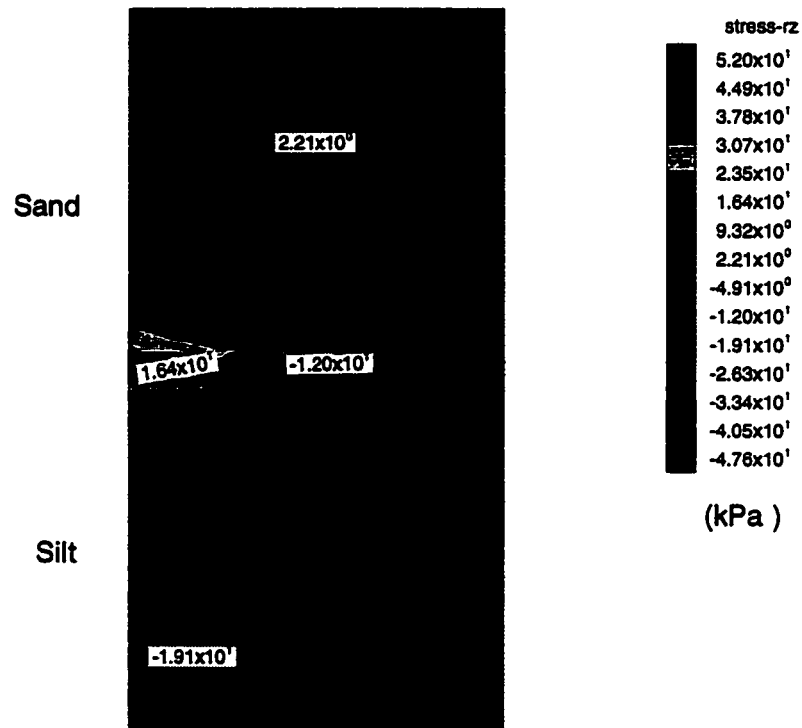 stress-rz
5.20x10¹
4.49x10¹
3.78x10¹
3.07x10¹
2.35x10¹
1.64x10¹
9.32x10⁰
2.21x10⁰
-4.91x10⁰
-1.20x10¹
-1.91x10¹
-2.63x10¹
-3.34x10¹
-4.05x10¹
-4.76x10¹
(kPa )
2.21x10⁰
Sand
1.64x10¹
-1.20x10¹
Silt
-1.91x10¹